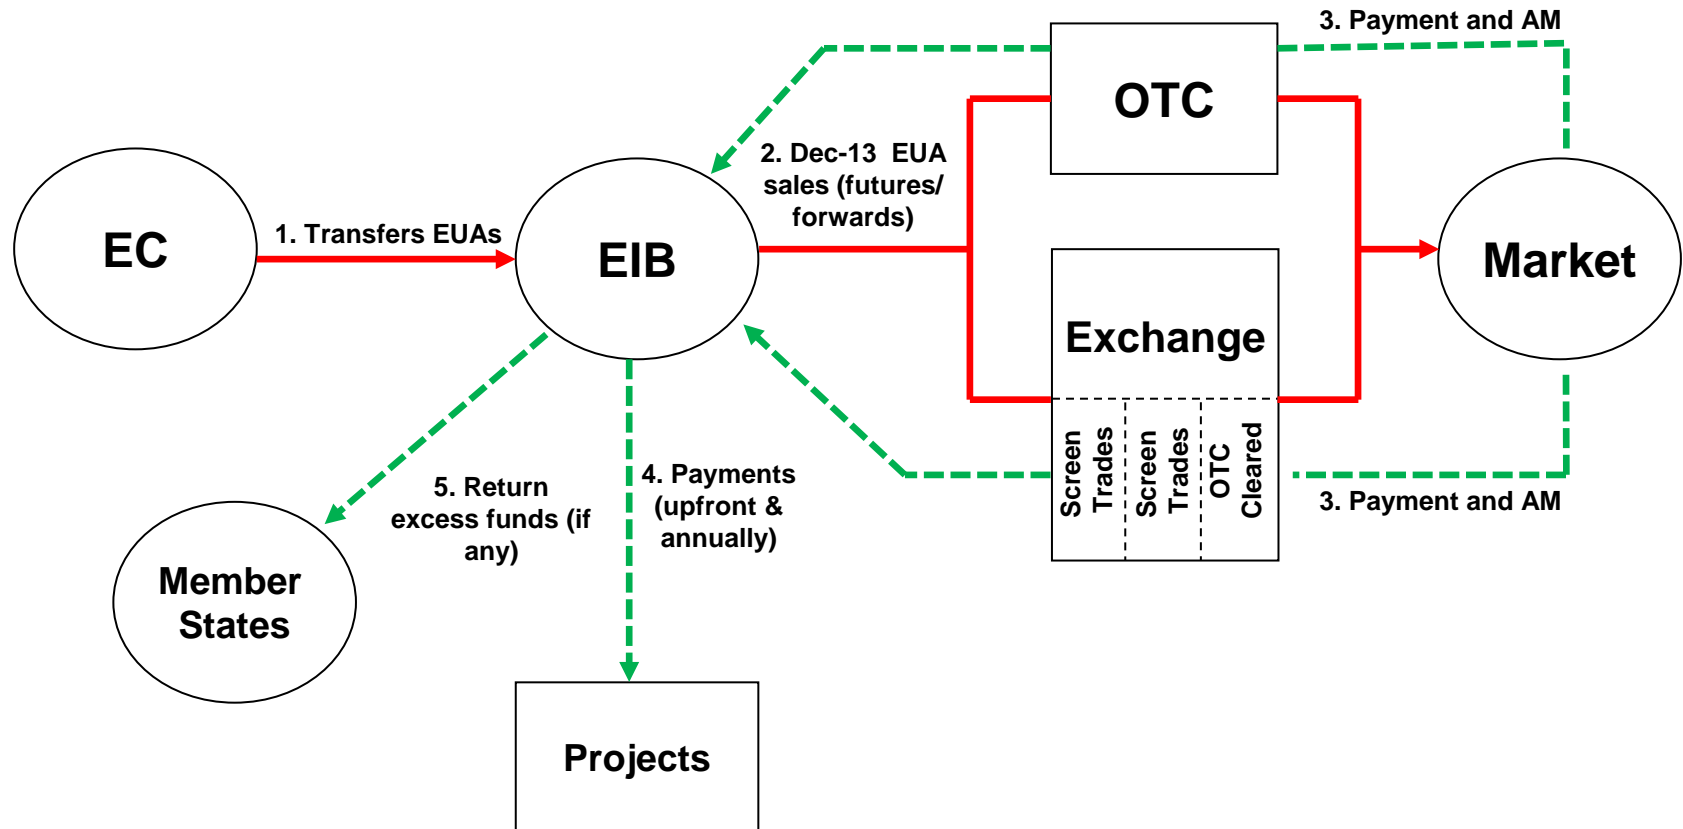 3. Payment and AM
OTC
2. Dec-13 EUA
sales (futures/
forwards)
EC
1. Transfers EUAs
EIB
Market
Exchange
Screen
Trades
Screen
Trades
OTC
Cleared
3. Payment and AM
4. Payments
(upfront &
annually)
5. Return
excess funds (if
any)
Member
States
Projects